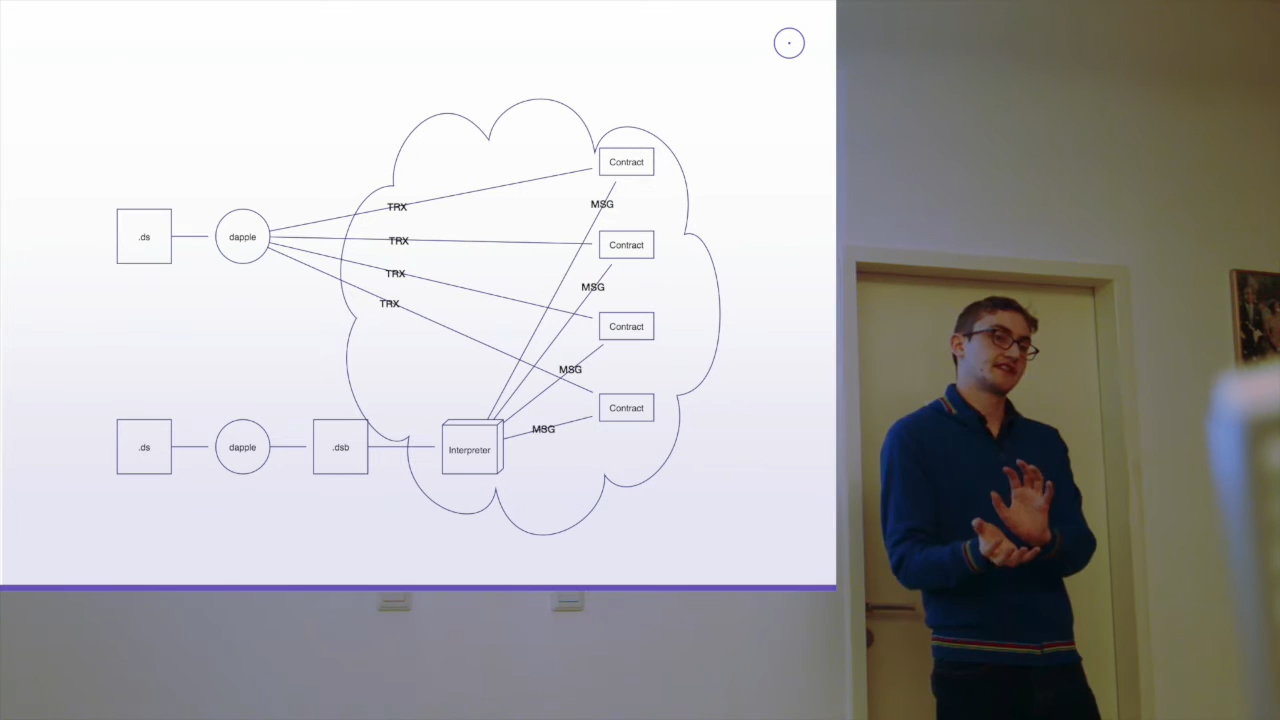 Contract
MSG
TRX
.ds
dapple
TRX
Contract
TRX
MSG
TRX
Contract
MSG
Contract
MSG
.ds
dapple
.dsb
Interpreter